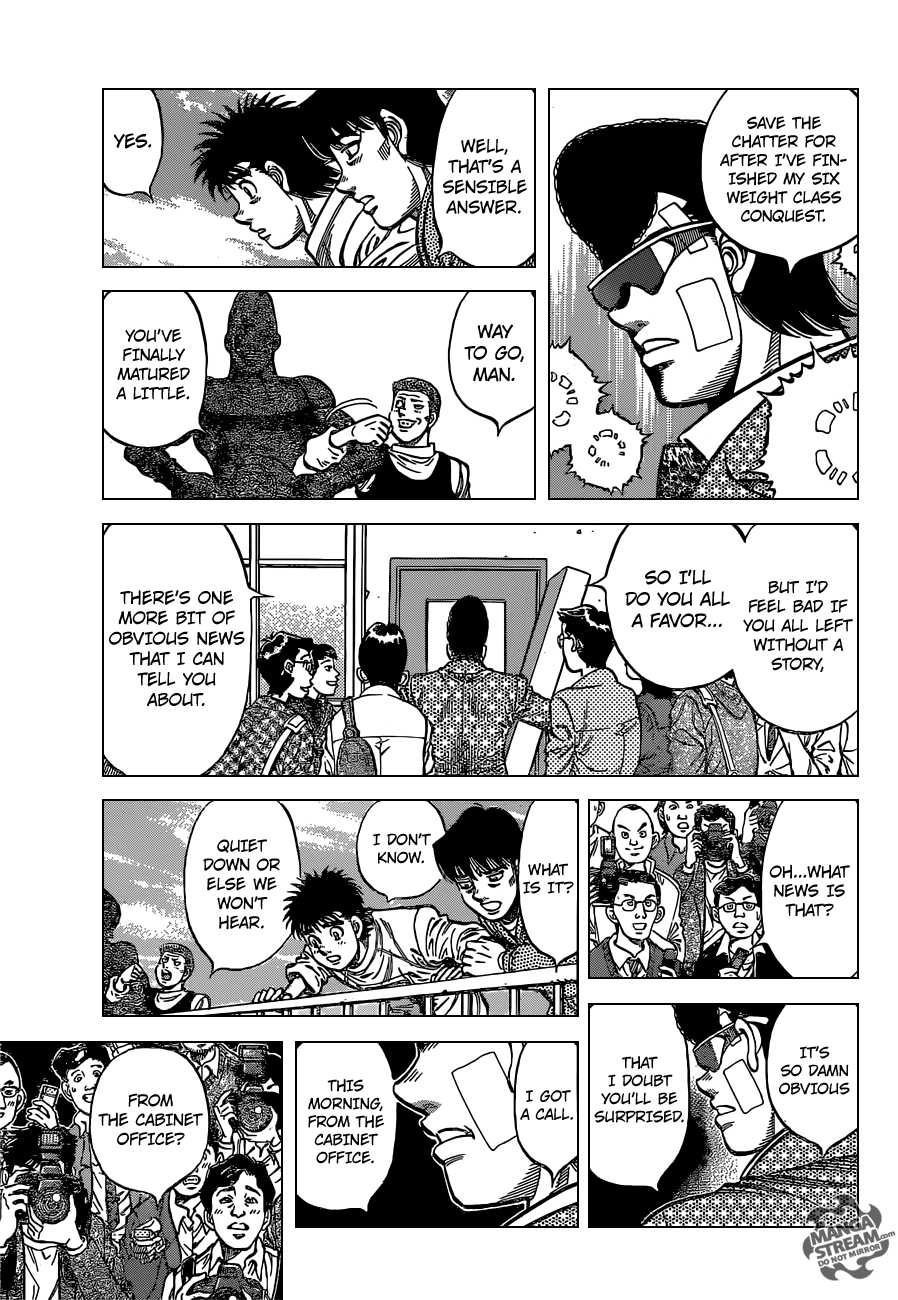 SAVE THE
CHATTER FOR
AFTER I'VE FIN-
ISHED MY SIX
WEIGHT CLASS
CONQUEST.
WELL,
THAT'S A
SENSIBLE
ANSWER.
YES.
WAY
TO GO,
MAN.
YOU'VE
FINALLY
MATURED
A LITTLE.
BUT I'D
FEEL BAD IF
YOU ALL LEFT
WITHOUT A
STORY,
SO I'LL
DO YOU ALL
A FAVOR...
THERE'S ONE
MORE BIT OF
OBVIOUS NEWS
THAT I CAN
TELL YOU
ABOUT.
OH...WHAT
NEWS IS
THAT?
WHAT
IS IT?
I DON'T
KNOW.
QUIET
DOWN OR
ELSE WE
WON'T
HEAR.
IT'S
SO DAMN
OBVIOUS
THAT
I DOUBT
YOU'LL BE
SURPRISED.
I GOT
A CALL.
THIS
MORNING,
FROM THE
CABINET
OFFICE.
FROM
THE CABINET
OFFICE?
MANGA
STREAM.COM
DO NOT MIRROR